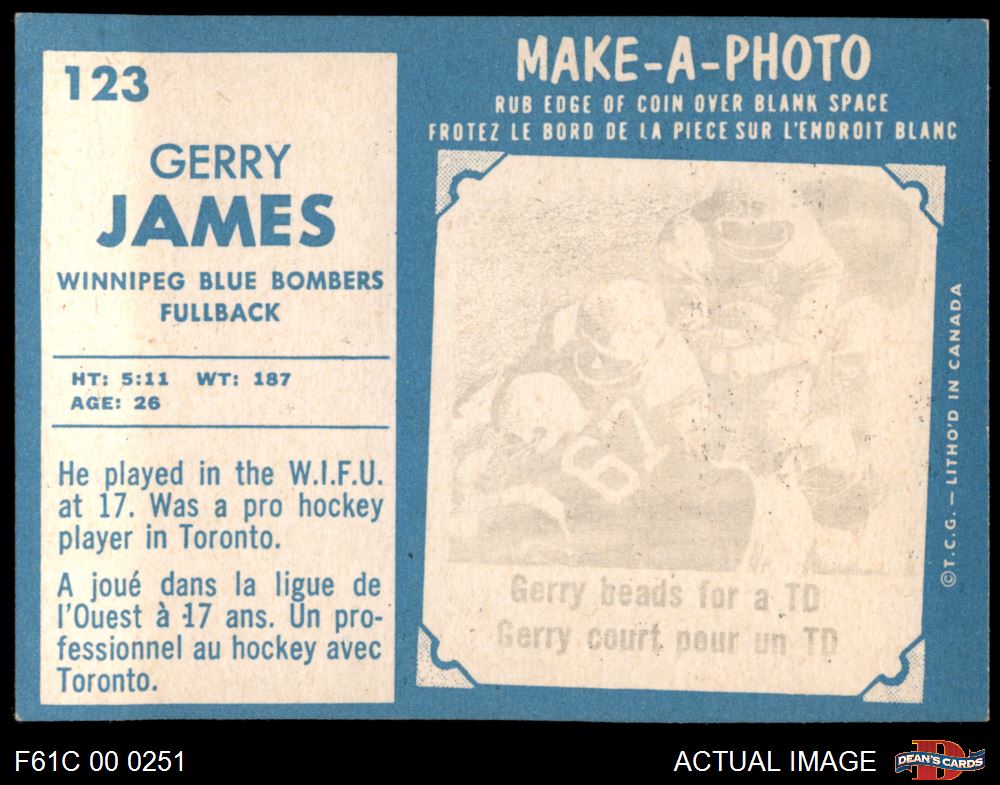 123
GERRY
JAMES
WINNIPEG BLUE BOMBERS
FULLBACK
HT: 5:11 WT: 187
AGE: 26
He played in the W.I.F.U.
at 17. Was a pro hockey
player in Toronto.
A joué dans la ligue de
l'Ouest à 17 ans. Un pro-
fessionnel au hockey avec
Toronto.
MAKE-A-PHOTO
RUB EDGE OF COIN OVER BLANK SPACE
FROTEZ LE BORD DE LA PIECE SUR L'ENDROIT BLANC
61
Gerry heads for a TD
Gerry court pour un TD
©T.C.G. — LITHO'D IN CANADA
F61C 00 0251
ACTUAL IMAGE
D
DEAN'S CARDS